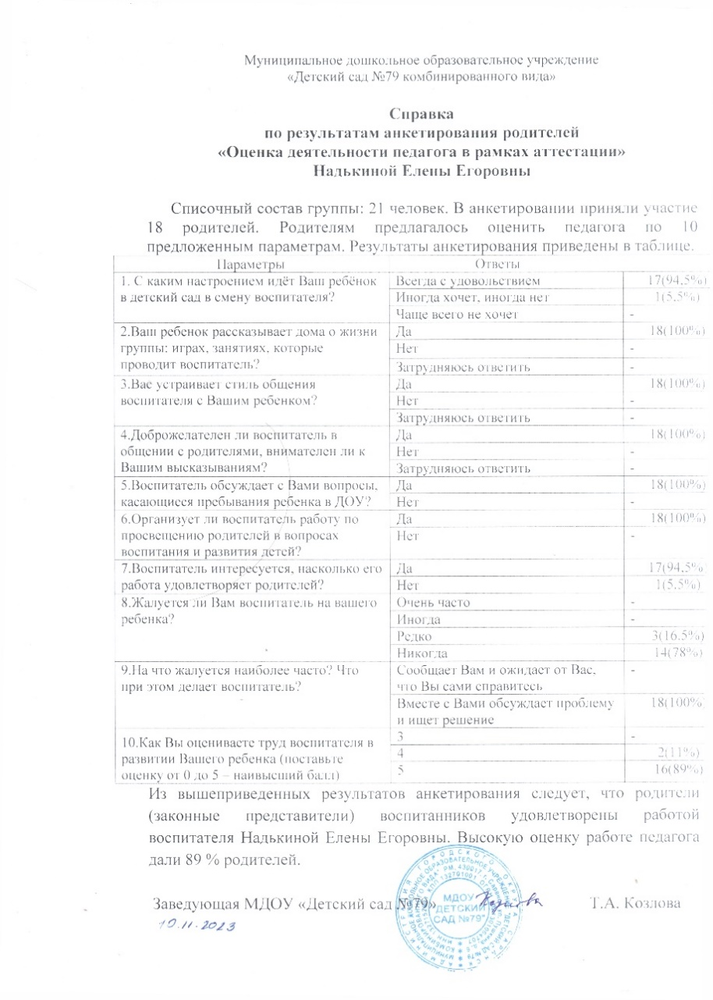 Муниципальное дошкольное образовательное учреждение
«Детский сад №79 комбинированного вида»
Справка
по результатам анкетирования родителей
«Оценка деятельности педагога в рамках аттестации»
Надькиной Елены Егоровны
Списочный состав группы: 21 человек. В анкетировании приняли участие
18 родителей. Родителям предлагалось оценить педагога по 10
предложенным параметрам. Результаты анкетирования приведены в таблице.
Параметры Ответы
1. С каким настроением идёт Ваш ребёнок
в детский сад в смену воспитателя?
Всегда с удовольствием 17(94,5%)
Иногда хочет, иногда нет 1(5,5%)
Чаще всего не хочет -
2.Ваш ребенок рассказывает дома о жизни
группы: играх, занятиях, которые
проводит воспитатель?
Да 18(100%)
Нет -
Затрудняюсь ответить -
3.Вас устраивает стиль общения
воспитателя с Вашим ребенком?
Да 18(100%)
Нет -
Затрудняюсь ответить -
4.Доброжелателен ли воспитатель в
общении с родителями, внимателен ли к
Вашим высказываниям?
Да 18(100%)
Нет -
Затрудняюсь ответить -
5.Воспитатель обсуждает с Вами вопросы,
касающиеся пребывания ребенка в ДОУ?
Да 18(100%)
Нет -
6.Организует ли воспитатель работу по
просвещению родителей в вопросах
воспитания и развития детей?
Да 18(100%)
Нет -
7.Воспитатель интересуется, насколько его
работа удовлетворяет родителей?
Да 17(94,5%
Нет 1(5,5%)
8.Жалуется ли Вам воспитатель на вашего
ребенка?
Очень часто -
Иногда -
Редко 3(16,5%)
Никогда 14(78%)
9.На что жалуется наиболее часто? Что
при этом делает воспитатель?
Сообщает Вам и ожидает от Вас,
что Вы сами справитесь
-
Вместе с Вами обсуждает проблему
и ищет решение
18(100%
10.Как Вы оцениваете труд воспитателя в
развитии Вашего ребенка (поставьте
оценку от 0 до 5 – наивысший балл)
3 -
4 2(11%)
5 16(89%)
Из вышеприведенных результатов анкетирования следует, что родители
(законные представители) воспитанников удовлетворены работой
воспитателя Надькиной Елены Егоровны. Высокую оценку работе педагога
дали 89 % родителей.
Заведующая МДОУ «Детский сад №79» Т.А. Козлова
19.11.2023
МДОУ
"ДЕТСКИЙ
САД №79"